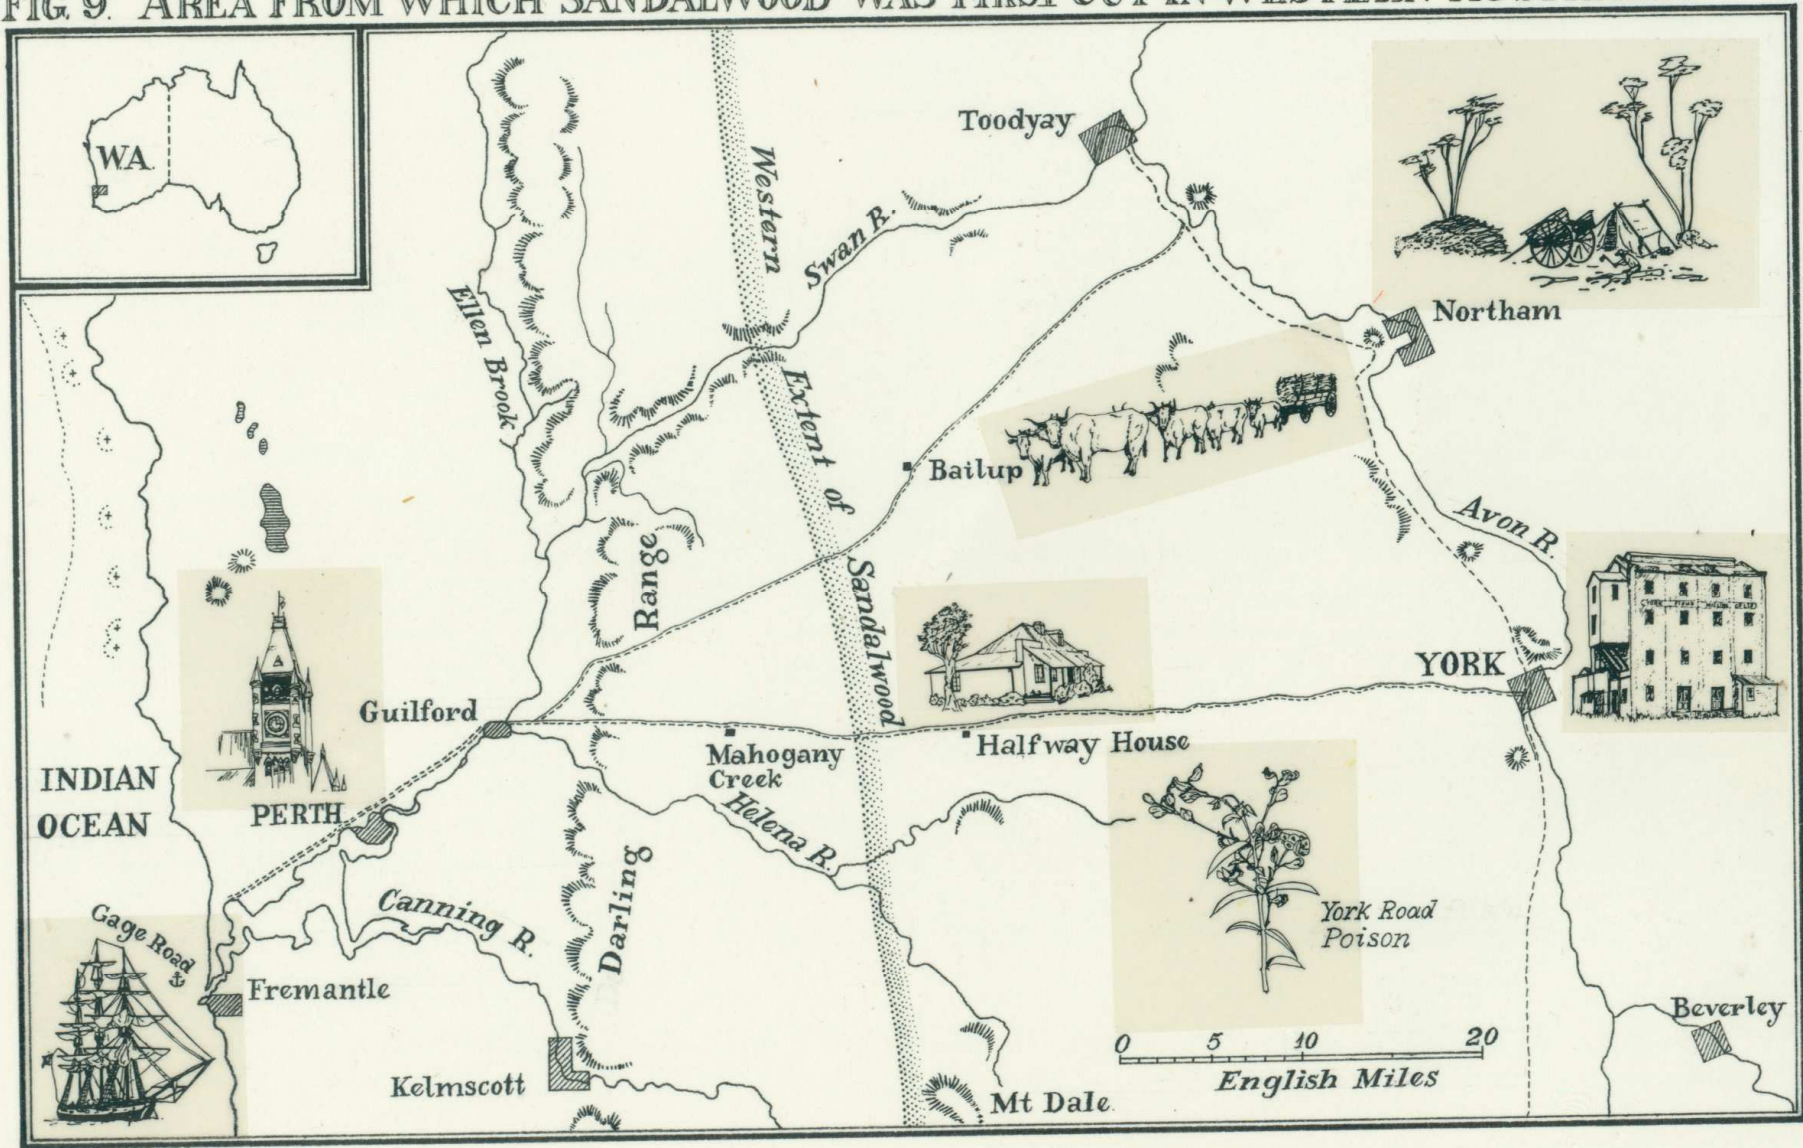 FIG. 9. AREA FROM WHICH SANDALWOOD WAS FIRST CUT IN WESTERN
W.A.
Toodyay
Western
Swan R.
Northam
Ellen Brook
Extent of
Bailup
Avon R.
Range
Sandalwood
YORK
Guilford
Mahogany
Creek
Halfway House
INDIAN
OCEAN
PERTH
Helena R.
Canning R.
Darling
York Road
Poison
Gage Road
Fremantle
Beverley
0 5 10 20
English Miles
Kelmscott
Mt Dale